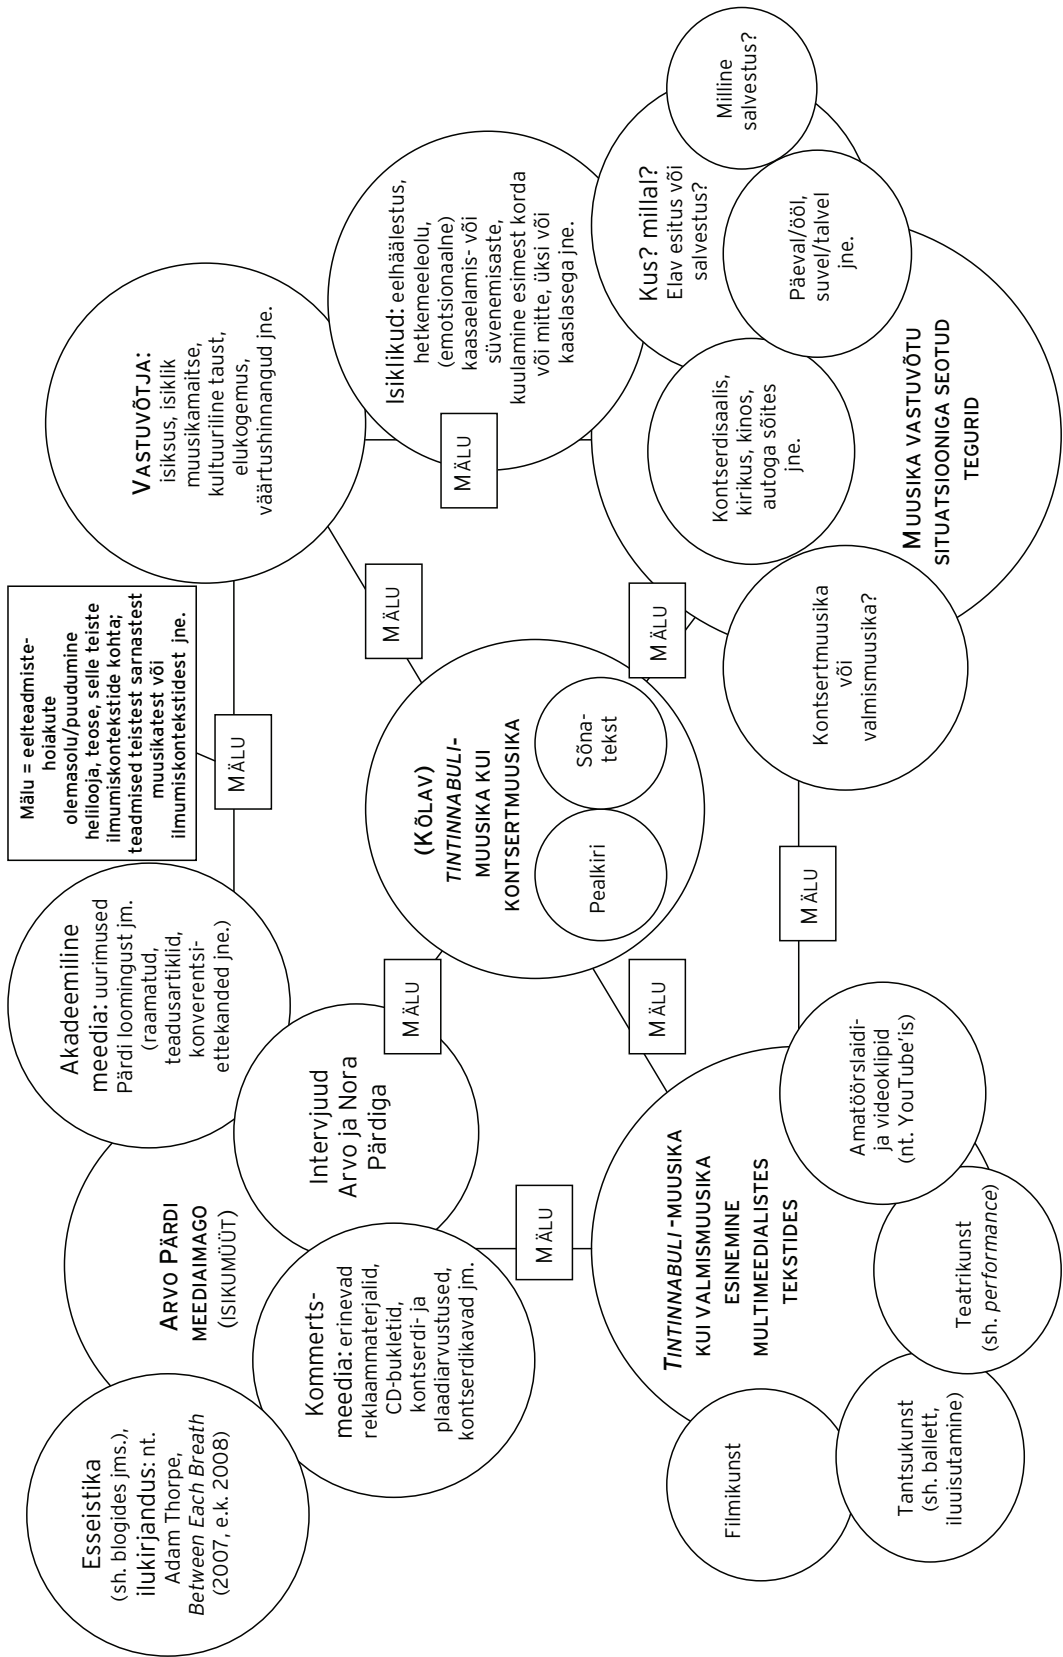 Esseistika
(sh. blogides jms.),
ilukirjandus: nt.
Adam Thorpe,
Between Each Breath
(2007, e.k. 2008)
ARVO PÄRDI
MEEDIAIMAGO
(ISIKUMÜÜT)
Akadeemiline
meedia: uurimused
Pärdi loomingust jm.
(raamatud,
teadusartiklid,
konverentsi-
ettekanded jne.)
Kommerts-
meedia: erinevad
reklaammaterjalid,
CD-bukletid,
kontserdi- ja
plaadiarvustused,
kontserdikavad jm.
Intervjuud
Arvo ja Nora
Pärdiga
Mälu = eelteadmiste-
hoiakute
olemasolu/puudumine
helilooja, teose, selle teiste
ilmumiskontekstide kohta;
teadmised teistest sarnastest
muusikatest või
ilmumiskontekstidest jne.
MÄLU
VASTUVÕTJA:
isiksus, isiklik
muusikamaitse,
kultuuriline taust,
elukogemus,
väärtushinnangud jne.
MÄLU
MÄLU
MÄLU
MÄLU
(KÕLAV)
TINTINNABULI-
MUUSIKA KUI
KONTSERTMUUSIKA
Pealkiri
Sõna-
tekst
Isiklikud: eelhäälestus,
hetkemeeleolu,
(emotsionaalne)
kaasaelamis- või
süvenemisaste,
kuulamine esimest korda
või mitte, üksi või
kaaslasega jne.
MÄLU
MÄLU
TINTINNABULI-MUUSIKA
KUI VALMISMUUSIKA
ESINEMINE
MULTIMEEDIALISTES
TEKSTIDES
Filmikunst
Tantsukunst
(sh. ballett,
iluuisutamine)
Teatrikunst
(sh. performance)
Amatöörslaidi-
ja videoklipid
(nt. YouTube'is)
MÄLU
Kontsertmuusika
või
valmismuusika?
Kontserdisaalis,
kirikus, kinos,
autoga sõites
jne.
Kus? millal?
Elav esitus või
salvestus?
Milline
salvestus?
Päeval/ööl,
suvel/talvel
jne.
MUUSIKA VASTUVÕTU
SITUATSIOONIGA SEOTUD
TEGURID